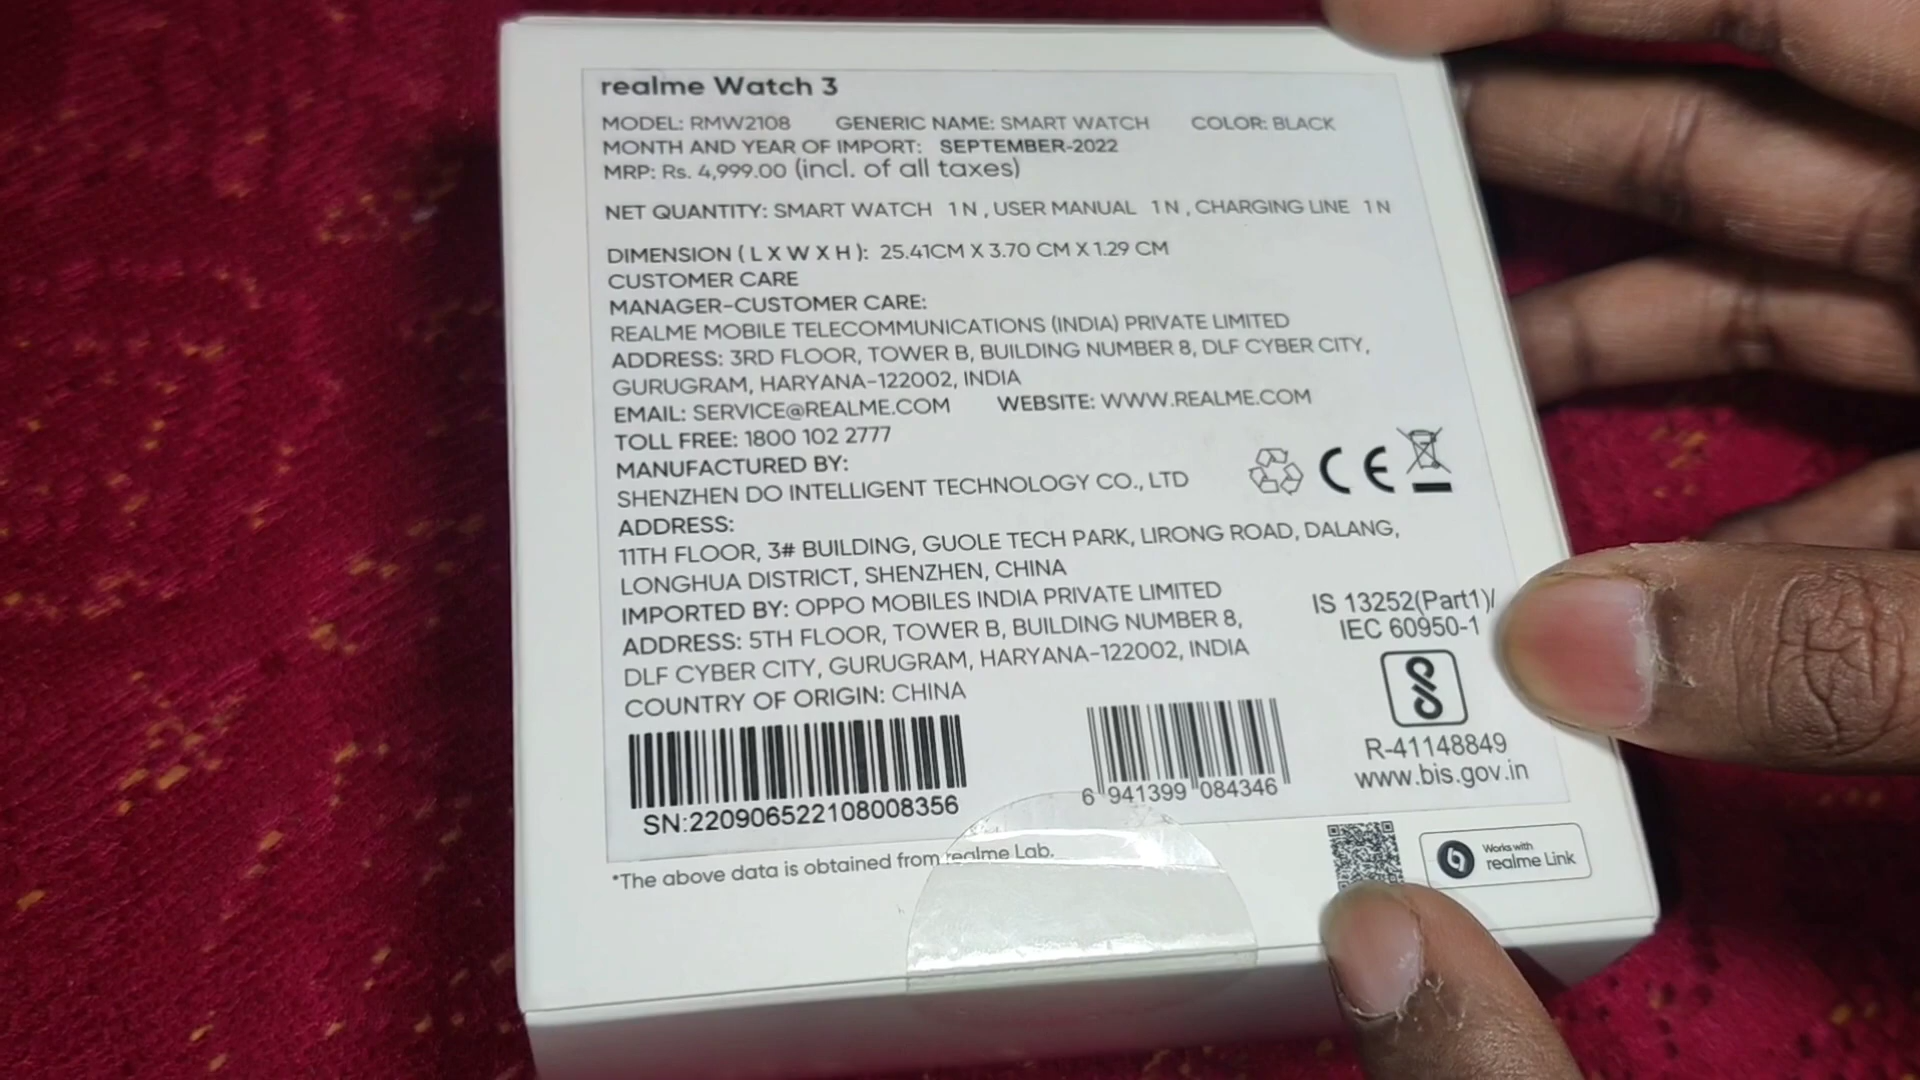 realme Watch 3
MODEL: RMW2108 GENERIC NAME: SMART WATCH COLOR: BLACK
MONTH AND YEAR OF IMPORT: SEPTEMBER-2022
MRP: Rs. 4,999.00 (incl. of all taxes)
NET QUANTITY: SMART WATCH 1 N , USER MANUAL 1 N , CHARGING LINE 1 N
DIMENSION ( L X W X H ): 25.41CM X 3.70 CM X 1.29 CM
CUSTOMER CARE
MANAGER-CUSTOMER CARE:
REALME MOBILE TELECOMMUNICATIONS (INDIA) PRIVATE LIMITED
ADDRESS: 3RD FLOOR, TOWER B, BUILDING NUMBER 8, DLF CYBER CITY,
GURUGRAM, HARYANA-122002, INDIA
EMAIL: SERVICE@REALME.COM WEBSITE: WWW.REALME.COM
TOLL FREE: 1800 102 2777
MANUFACTURED BY:
SHENZHEN DO INTELLIGENT TECHNOLOGY CO., LTD
CE
ADDRESS:
11TH FLOOR, 3# BUILDING, GUOLE TECH PARK, LIRONG ROAD, DALANG,
LONGHUA DISTRICT, SHENZHEN, CHINA
IMPORTED BY: OPPO MOBILES INDIA PRIVATE LIMITED
ADDRESS: 5TH FLOOR, TOWER B, BUILDING NUMBER 8,
DLF CYBER CITY, GURUGRAM, HARYANA-122002, INDIA
COUNTRY OF ORIGIN: CHINA
IS 13252(Part1)/
IEC 60950-1
R-41148849
www.bis.gov.in
SN:220906522108008356
6 941399 084346
*The above data is obtained from realme Lab.
Works with
realme Link